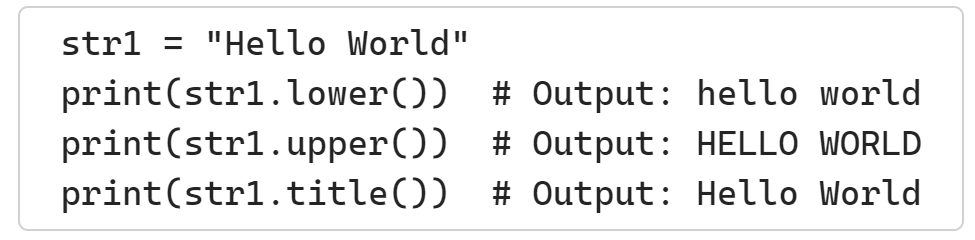 str1 = "Hello World"
print(str1.lower())  # Output: hello world
print(str1.upper())  # Output: HELLO WORLD
print(str1.title())  # Output: Hello World